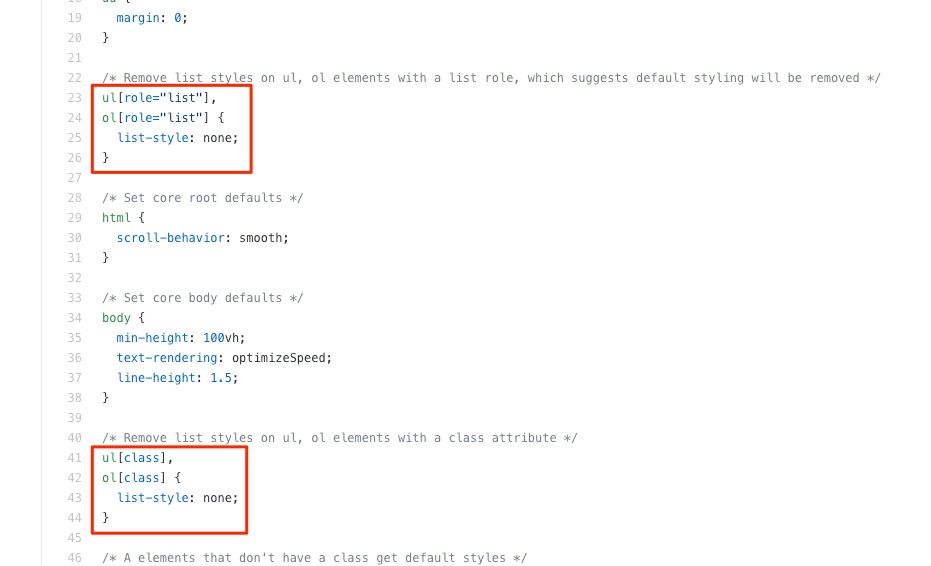 18 dd {
19 margin: 0;
20 }
21
22 /* Remove list styles on ul, ol elements with a list role, which suggests default styling will be removed */
23 ul[role="list"],
24 ol[role="list"] {
25 list-style: none;
26 }
27
28 /* Set core root defaults */
29 html {
30 scroll-behavior: smooth;
31 }
32
33 /* Set core body defaults */
34 body {
35 min-height: 100vh;
36 text-rendering: optimizeSpeed;
37 line-height: 1.5;
38 }
39
40 /* Remove list styles on ul, ol elements with a class attribute */
41 ul[class],
42 ol[class] {
43 list-style: none;
44 }
45
46 /* A elements that don't have a class get default styles */